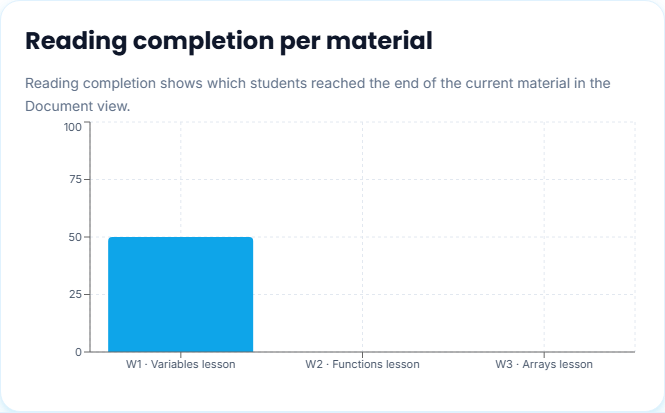 Reading completion per material
Reading completion shows which students reached the end of the current material in the
Document view.
100
75
50
25
0
W1 · Variables lesson
W2 · Functions lesson
W3 · Arrays lesson